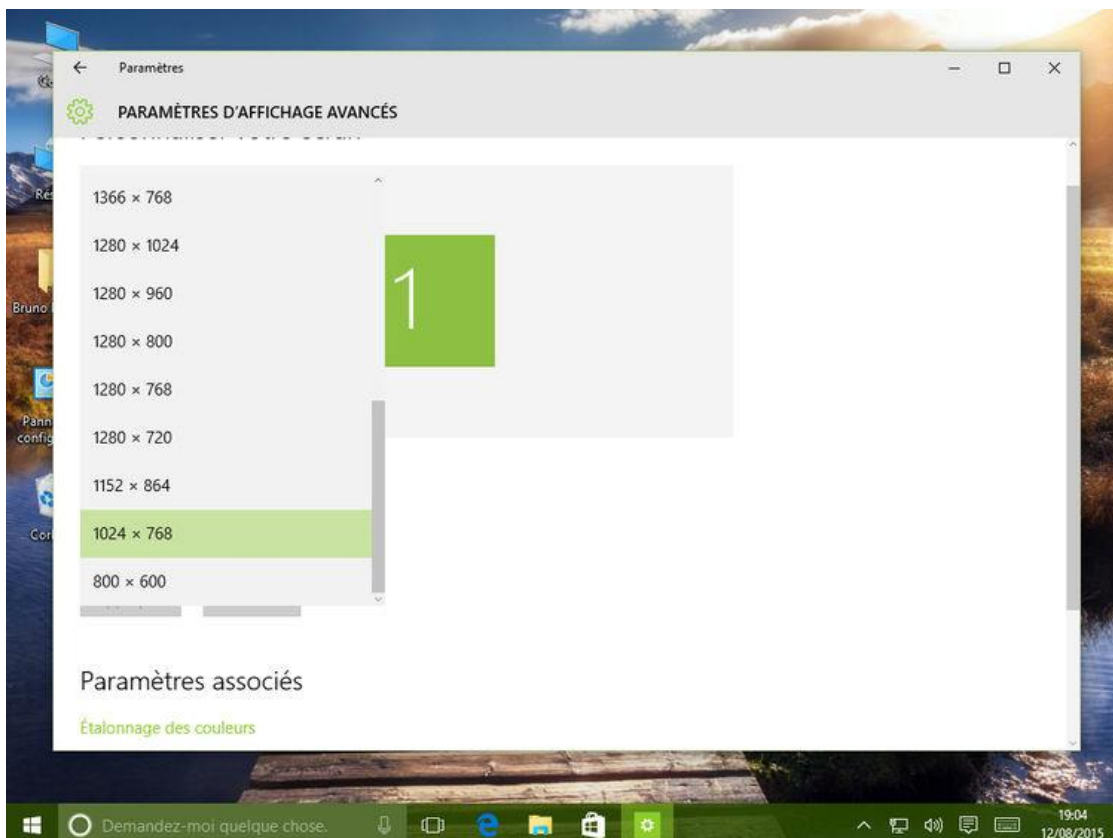 Paramètres
PARAMÈTRES D'AFFICHAGE AVANCÉS
1366 × 768
1280 × 1024
1280 × 960
1280 × 800
1280 × 768
1280 × 720
1152 × 864
1024 × 768
800 × 600
1
Paramètres associés
Étalonnage des couleurs
Bruno
Demandez-moi quelque chose.
19:04
12/08/2015